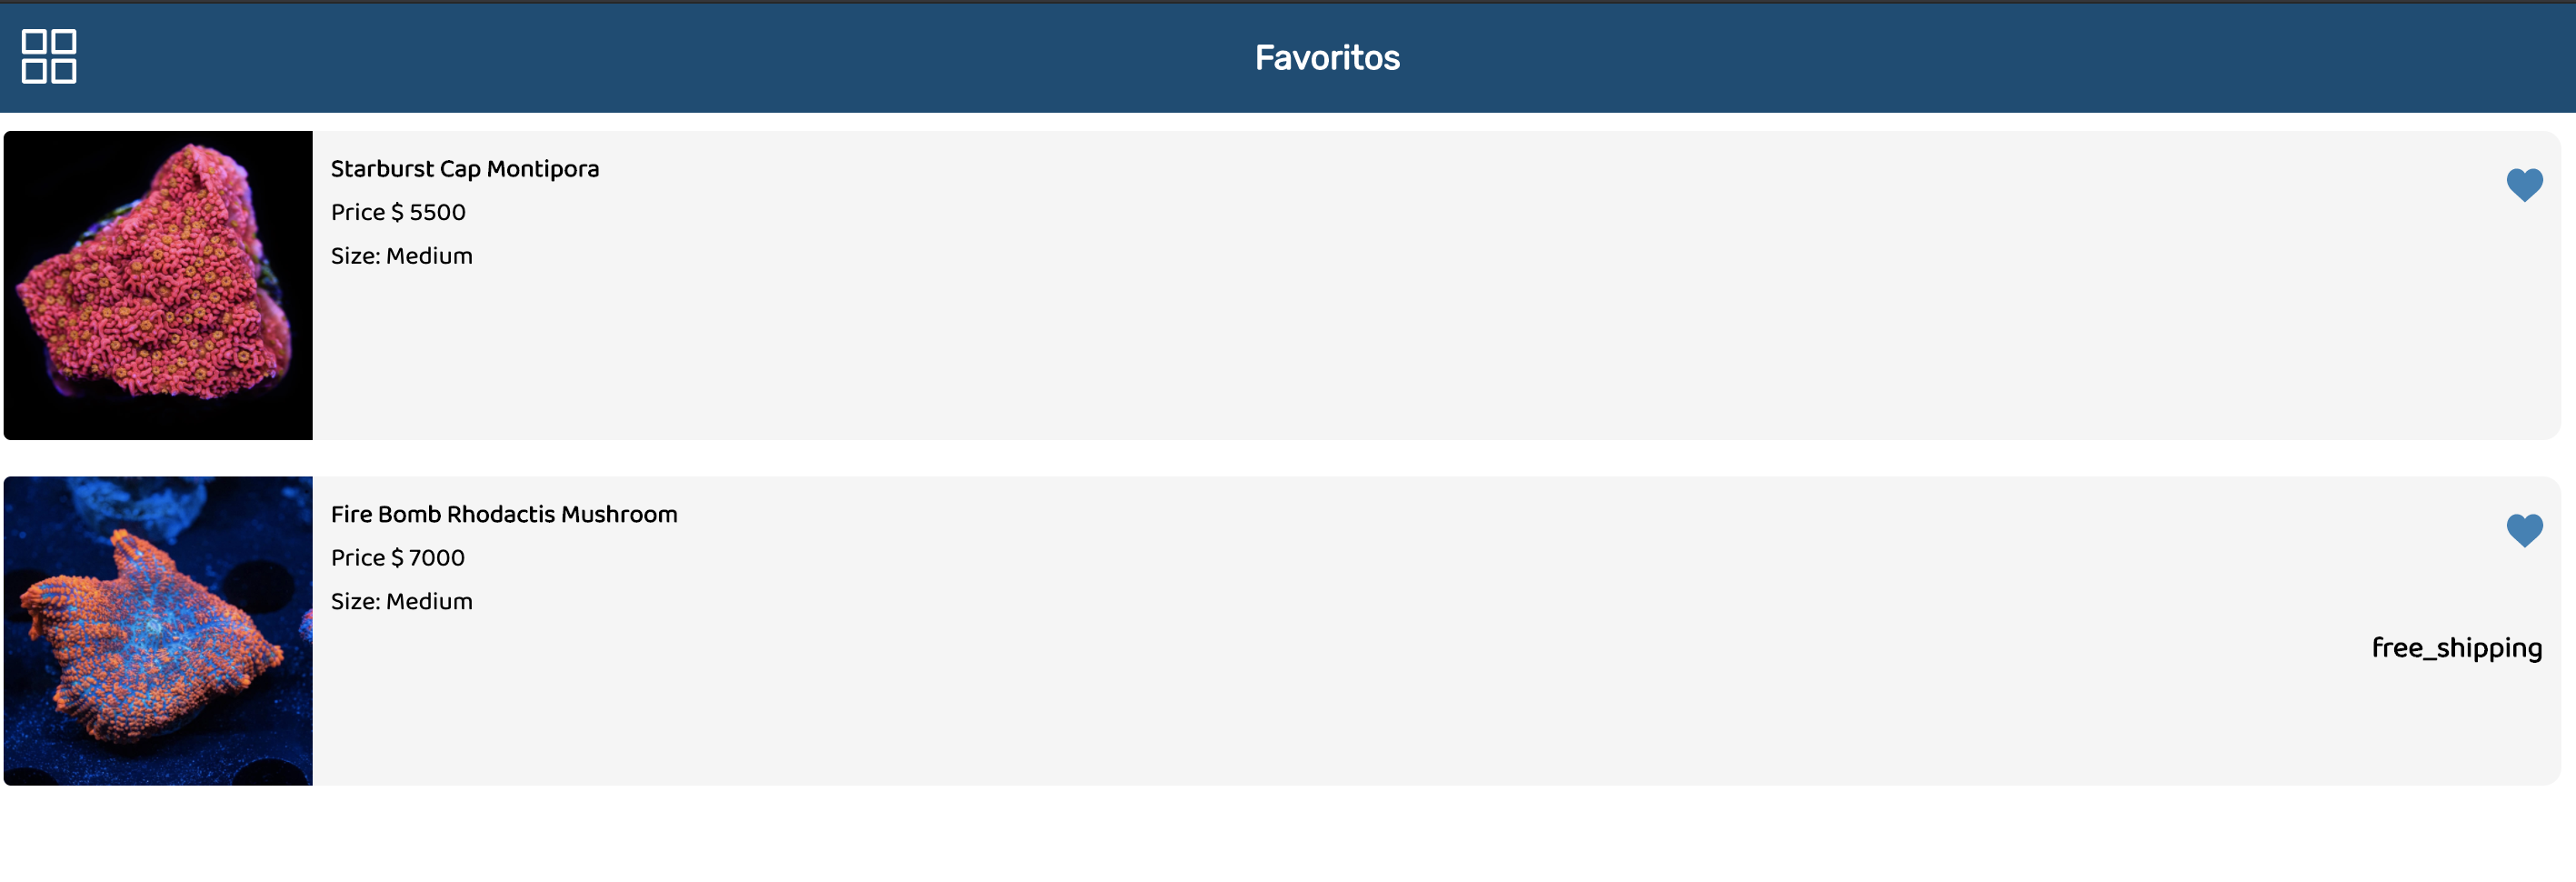 Favoritos
Starburst Cap Montipora
Price $ 5500
Size: Medium
Fire Bomb Rhodactis Mushroom
Price $ 7000
Size: Medium
free_shipping